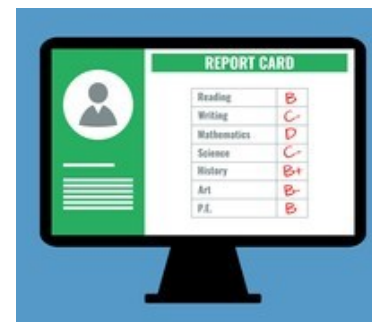 REPORT CARD
Reading B
Writing C-
Mathematics D
Science C-
History B+
Art B-
P.E. B